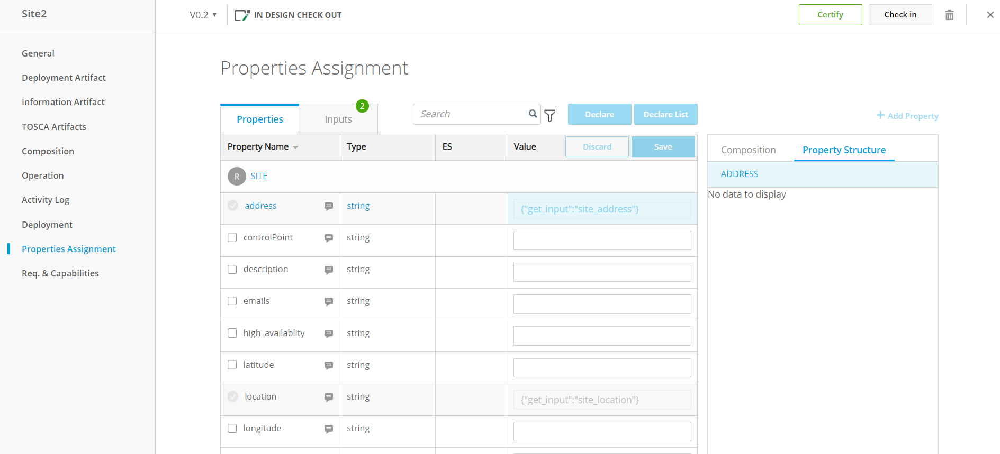 Site2
V0.2
IN DESIGN CHECK OUT
Certify
Check in
General
Deployment Artifact
Information Artifact
TOSCA Artifacts
Composition
Operation
Activity Log
Deployment
Properties Assignment
Req. & Capabilities
Properties Assignment
Properties
Inputs
2
Search
Declare
Declare List
Add Property
Property Name
Type
ES
Value
Discard
Save
R SITE
address string {"get_input":"site_address"}
controlPoint string
description string
emails string
high_availablity string
latitude string
location string {"get_input":"site_location"}
longitude string
Composition
Property Structure
ADDRESS
No data to display